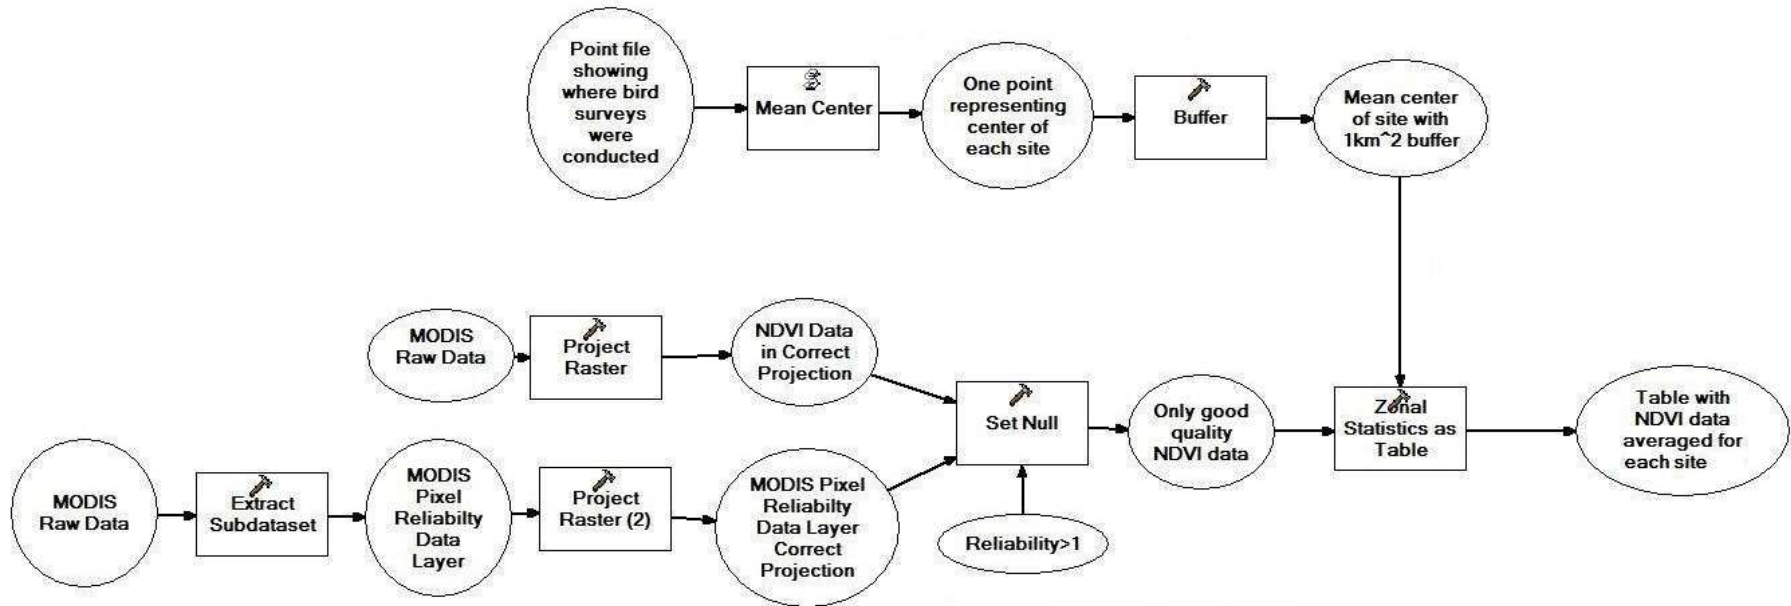 Point file
showing
where bird
surveys
were
conducted
Mean Center
One point
representing
center of
each site
Buffer
Mean center
of site with
1km^2 buffer
MODIS
Raw Data
Project
Raster
NDVI Data
in Correct
Projection
Set Null
Only good
quality
NDVI data
Zonal
Statistics as
Table
Table with
NDVI data
averaged for
each site
MODIS
Raw Data
Extract
Subdataset
MODIS
Pixel
Reliabilty
Data
Layer
Project
Raster (2)
MODIS Pixel
Reliabilty
Data Layer
Correct
Projection
Reliability>1